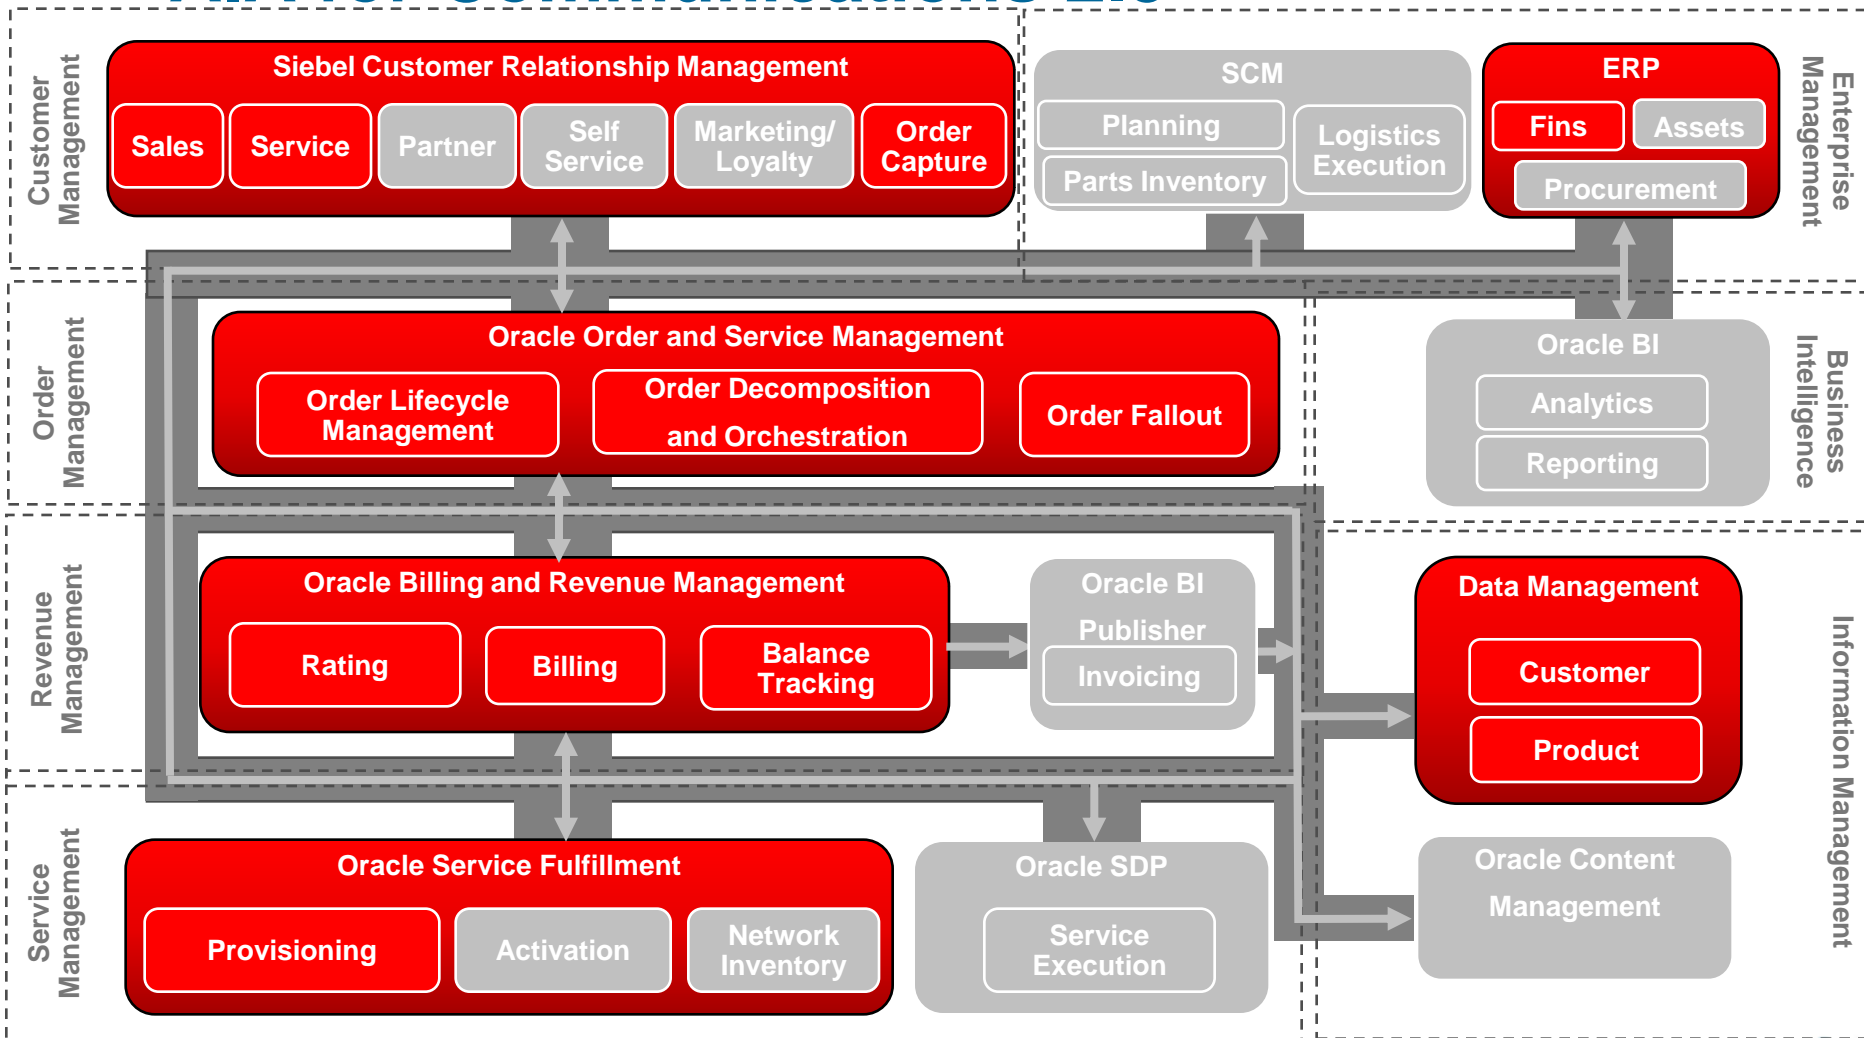 Customer
Management
Siebel Customer Relationship Management
Sales
Service
Partner
Self
Service
Marketing/
Loyalty
Order
Capture
SCM
Planning
Parts Inventory
Logistics
Execution
ERP
Fins
Assets
Procurement
Enterprise
Management
Order
Management
Oracle Order and Service Management
Order Lifecycle
Management
Order Decomposition
and Orchestration
Order Fallout
Oracle BI
Analytics
Reporting
Business
Intelligence
Revenue
Management
Oracle Billing and Revenue Management
Rating
Billing
Balance
Tracking
Oracle BI
Publisher
Invoicing
Data Management
Customer
Product
Information Management
Service
Management
Oracle Service Fulfillment
Provisioning
Activation
Network
Inventory
Oracle SDP
Service
Execution
Oracle Content
Management